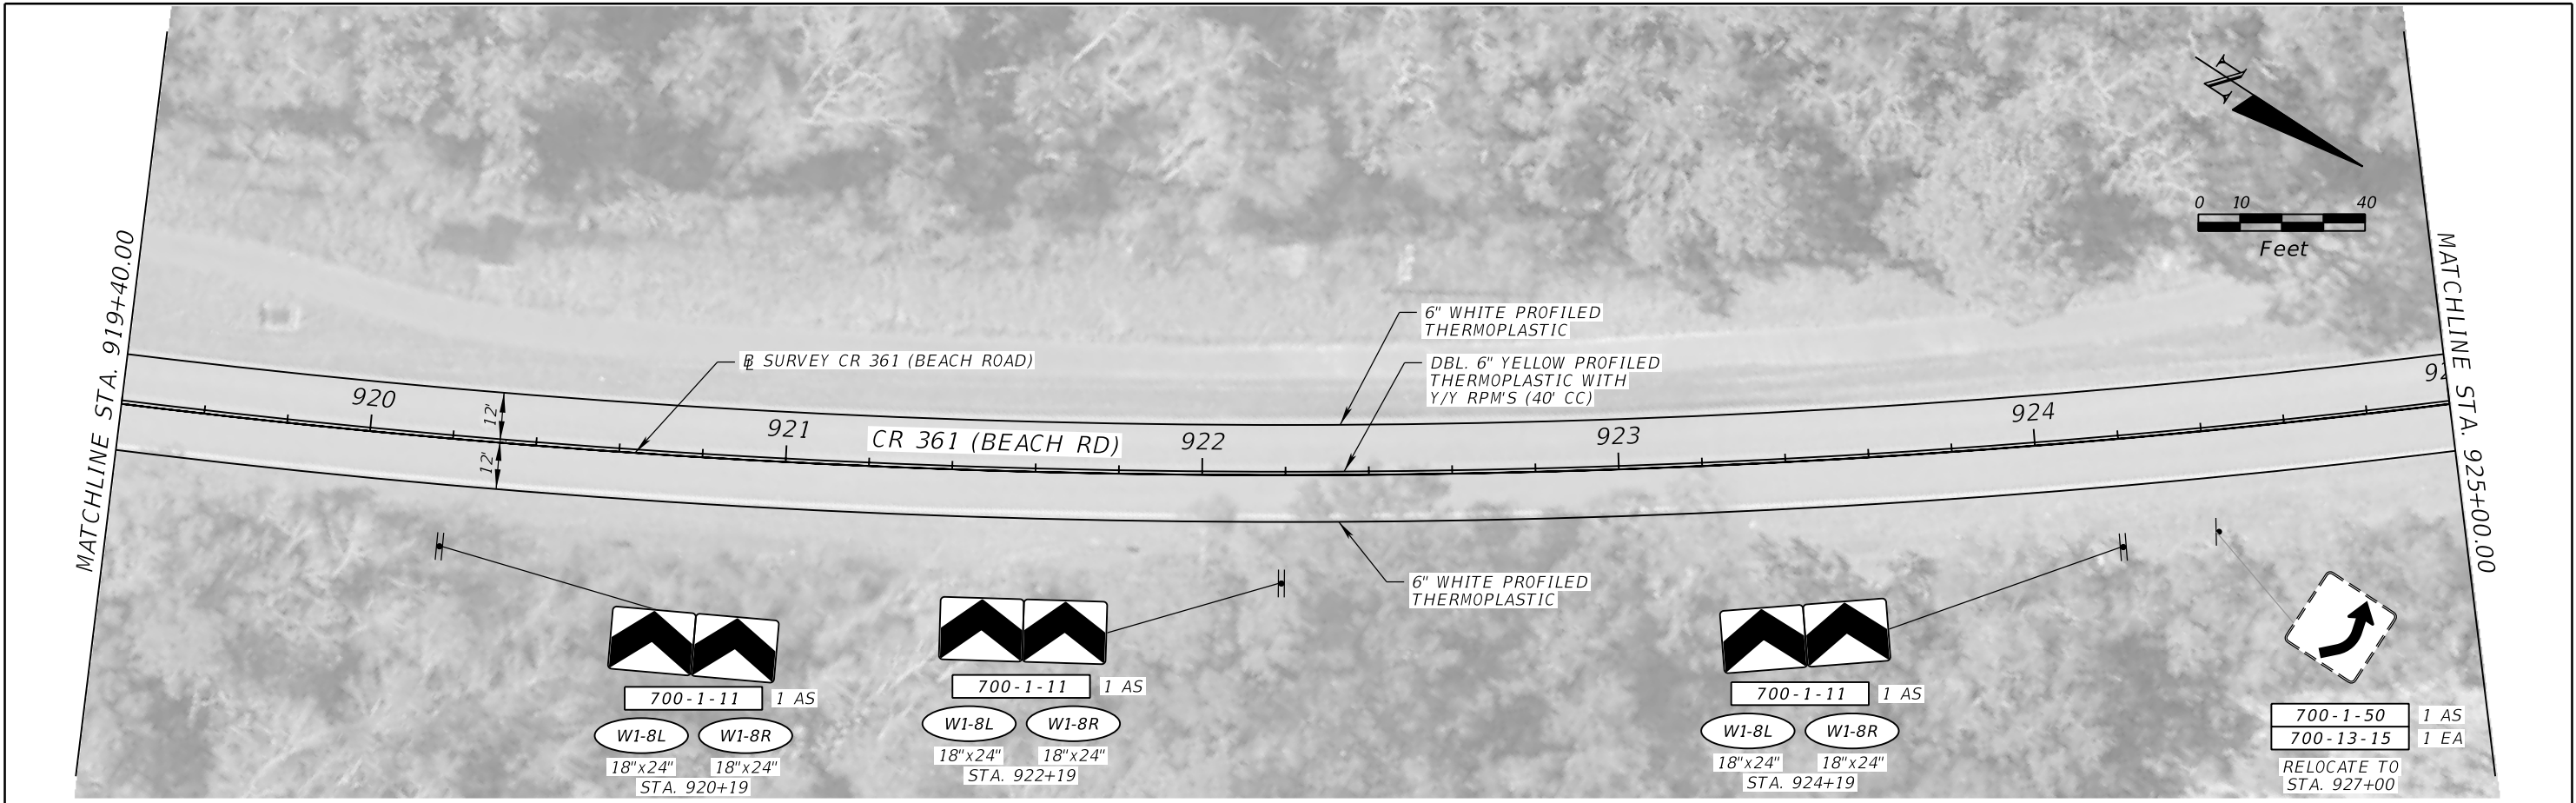 MATCHLINE STA. 919+40.00
N
0 10 40
Feet
MATCHLINE STA. 925+00.00
6" WHITE PROFILED
THERMOPLASTIC
DBL. 6" YELLOW PROFILED
THERMOPLASTIC WITH
Y/Y RPM'S (40' CC)
BL SURVEY CR 361 (BEACH ROAD)
920
921
922
923
924
92
12'
12'
CR 361 (BEACH RD)
6" WHITE PROFILED
THERMOPLASTIC
700-1-11 1 AS
W1-8L W1-8R
18"x24" 18"x24"
STA. 920+19
700-1-11 1 AS
W1-8L W1-8R
18"x24" 18"x24"
STA. 922+19
700-1-11 1 AS
W1-8L W1-8R
18"x24" 18"x24"
STA. 924+19
700-1-50 1 AS
700-13-15 1 EA
RELOCATE TO
STA. 927+00